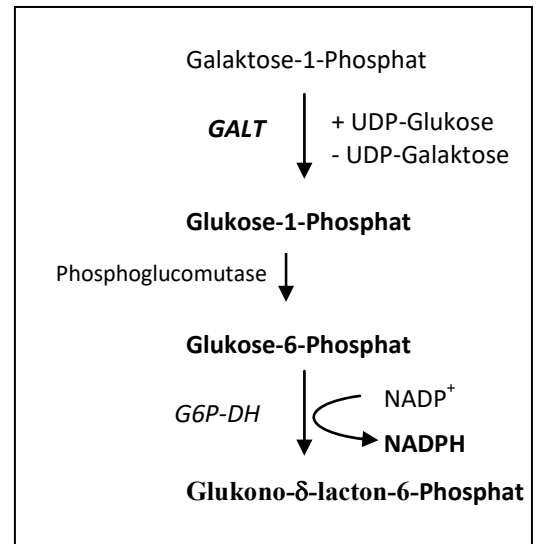 Galaktose-1-Phosphat
GALT
+ UDP-Glukose
- UDP-Galaktose
Glukose-1-Phosphat
Phosphoglucomutase
Glukose-6-Phosphat
G6P-DH
NADP⁺
NADPH
Glukono-δ-lacton-6-Phosphat